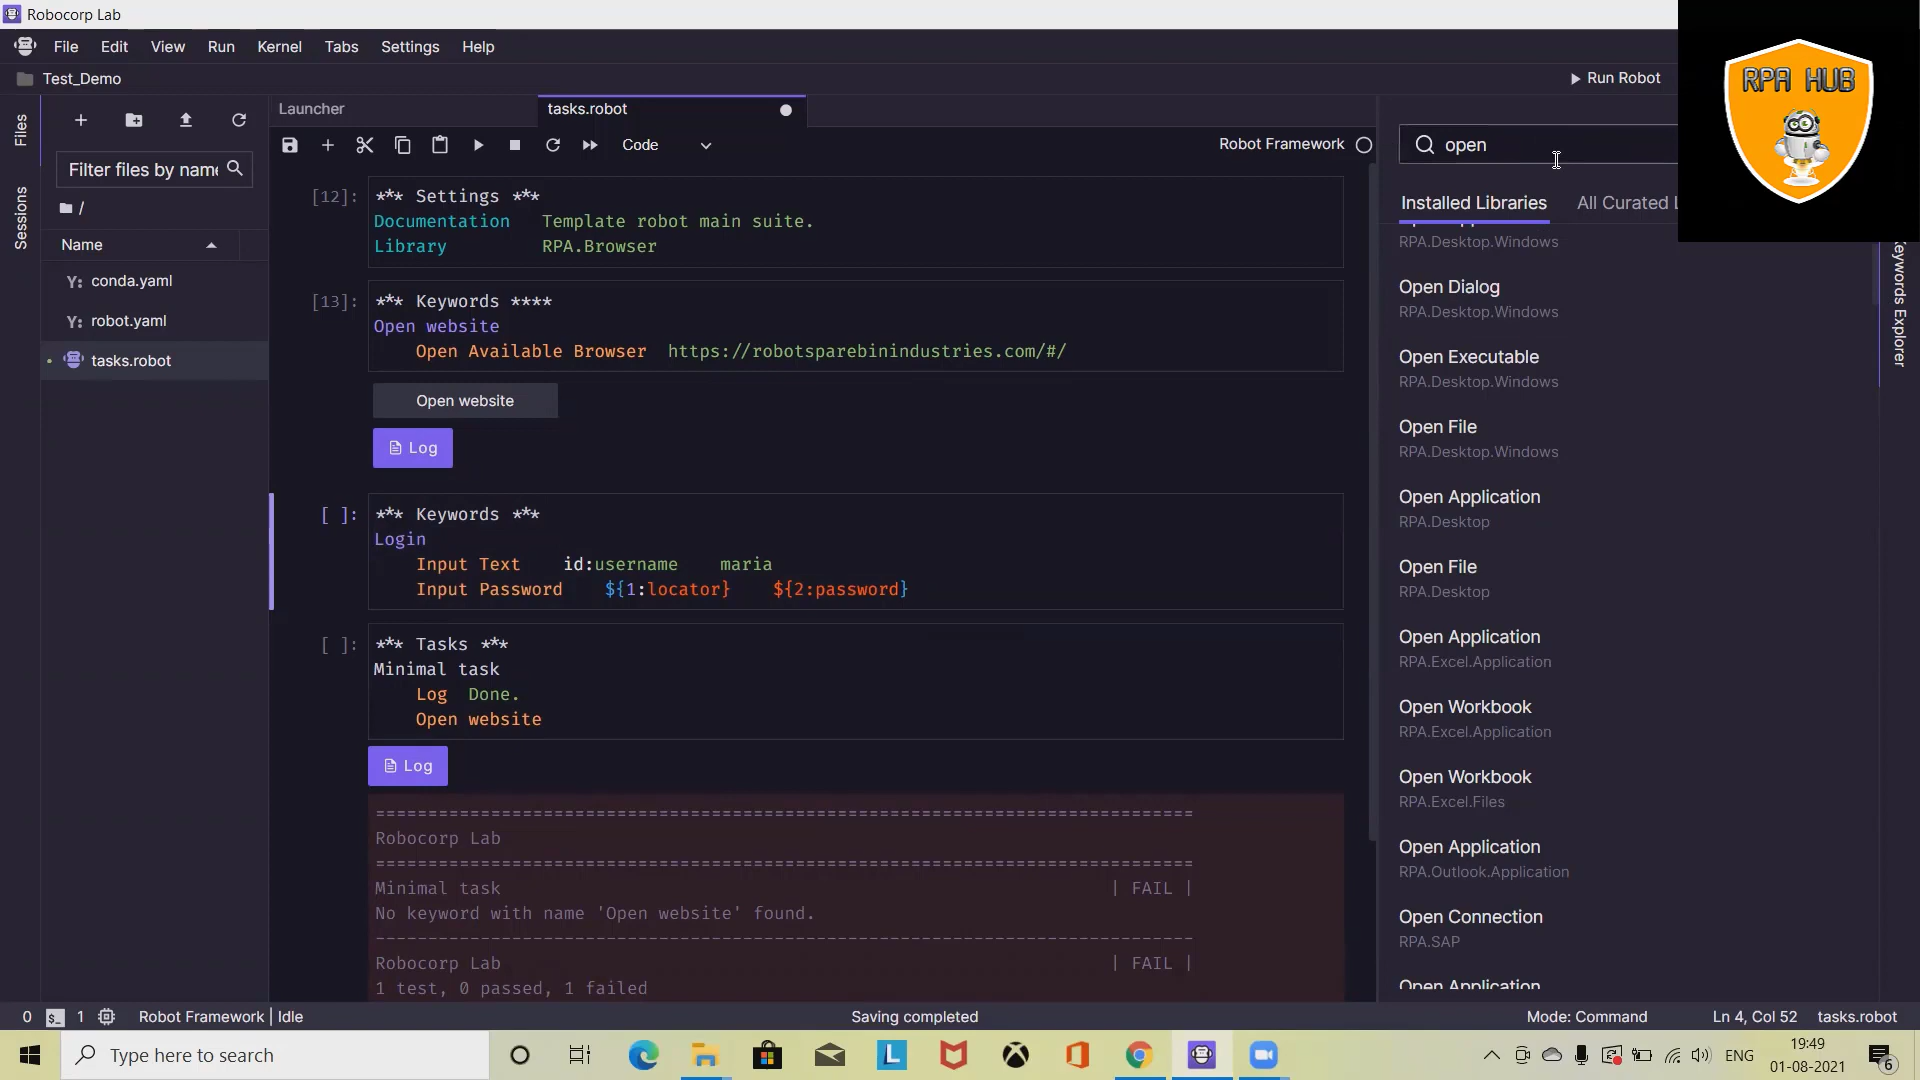 Robocorp Lab
File Edit View Run Kernel Tabs Settings Help
Test_Demo
Run Robot
RPA HUB
Files
Sessions
Filter files by name
/
Name
conda.yaml
robot.yaml
tasks.robot
Launcher
tasks.robot
Code
Robot Framework
[12]:
*** Settings ***
Documentation Template robot main suite.
Library RPA.Browser
[13]:
*** Keywords ****
Open website
Open Available Browser https://robotsparebinindustries.com/#/
Open website
Log
[ ]:
*** Keywords ***
Login
Input Text id:username maria
Input Password ${1:locator} ${2:password}
[ ]:
*** Tasks ***
Minimal task
Log Done.
Open website
Log
==============================================================================
Robocorp Lab
==============================================================================
Minimal task | FAIL |
No keyword with name 'Open website' found.
------------------------------------------------------------------------------
Robocorp Lab | FAIL |
1 test, 0 passed, 1 failed
open
Installed Libraries
All Curated L
RPA.Desktop.Windows
Open Dialog
RPA.Desktop.Windows
Open Executable
RPA.Desktop.Windows
Open File
RPA.Desktop.Windows
Open Application
RPA.Desktop
Open File
RPA.Desktop
Open Application
RPA.Excel.Application
Open Workbook
RPA.Excel.Application
Open Workbook
RPA.Excel.Files
Open Application
RPA.Outlook.Application
Open Connection
RPA.SAP
Open Application
Keywords Explorer
0 1 Robot Framework | Idle
Saving completed
Mode: Command
Ln 4, Col 52
tasks.robot
Type here to search
ENG
19:49
01-08-2021
6